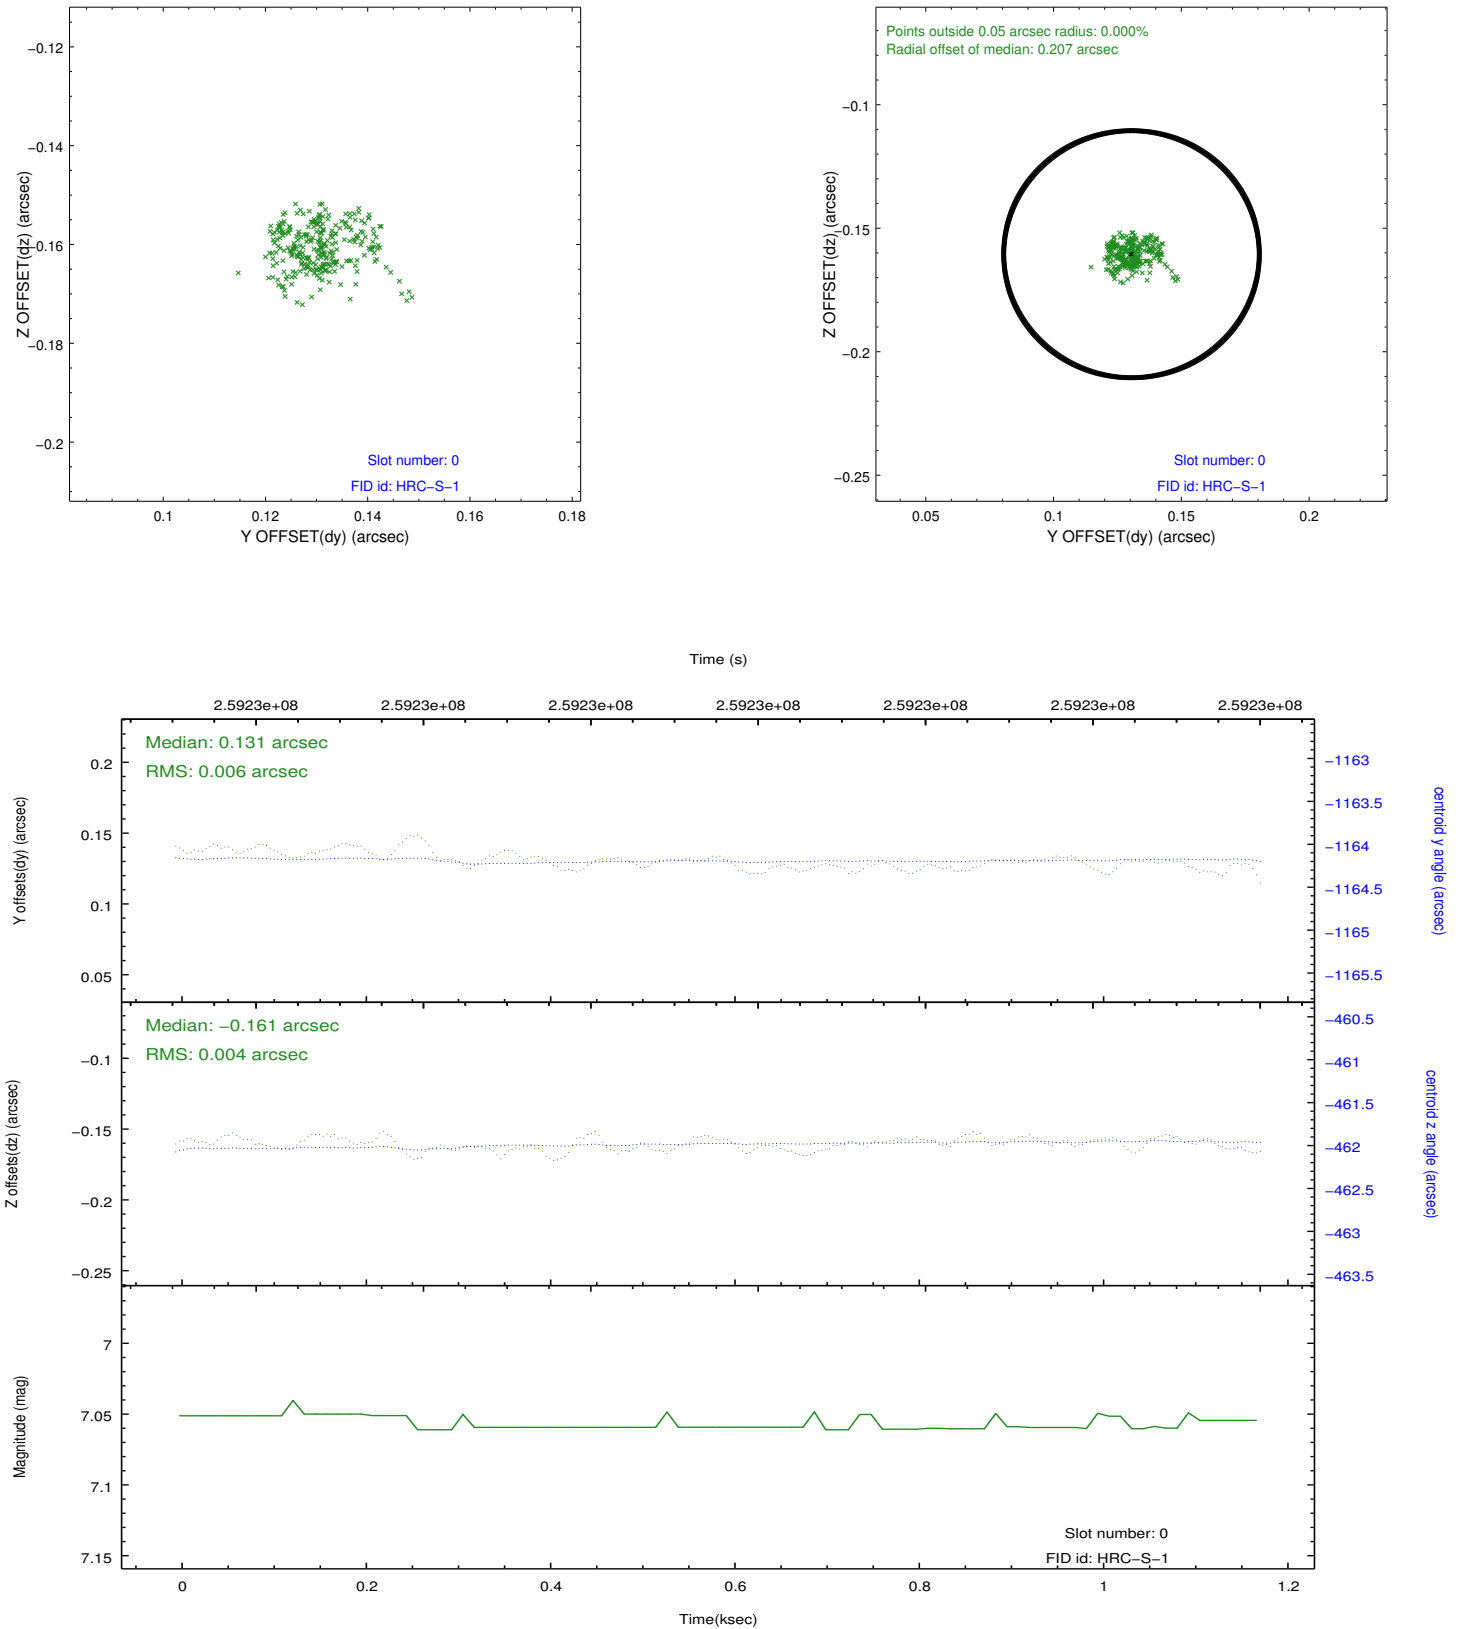 −0.12
−0.14
−0.16
−0.18
−0.2
Z OFFSET(dz) (arcsec)
Slot number: 0
FID id: HRC−S−1
0.1 0.12 0.14 0.16 0.18
Y OFFSET(dy) (arcsec)
Points outside 0.05 arcsec radius: 0.000%
Radial offset of median: 0.207 arcsec
−0.1
−0.15
−0.2
−0.25
Z OFFSET(dz) (arcsec)
Slot number: 0
FID id: HRC−S−1
0.05 0.1 0.15 0.2
Y OFFSET(dy) (arcsec)
Time (s)
2.5923e+08 2.5923e+08 2.5923e+08 2.5923e+08 2.5923e+08 2.5923e+08 2.5923e+08
Median: 0.131 arcsec
RMS: 0.006 arcsec
0.2
0.15
0.1
0.05
Y offsets(dy) (arcsec)
−1163
−1163.5
−1164
−1164.5
−1165
−1165.5
centroid y angle (arcsec)
Median: −0.161 arcsec
RMS: 0.004 arcsec
−0.1
−0.15
−0.2
−0.25
Z offsets(dz) (arcsec)
−460.5
−461
−461.5
−462
−462.5
−463
−463.5
centroid z angle (arcsec)
7
7.05
7.1
7.15
Magnitude (mag)
Slot number: 0
FID id: HRC−S−1
0 0.2 0.4 0.6 0.8 1 1.2
Time(ksec)